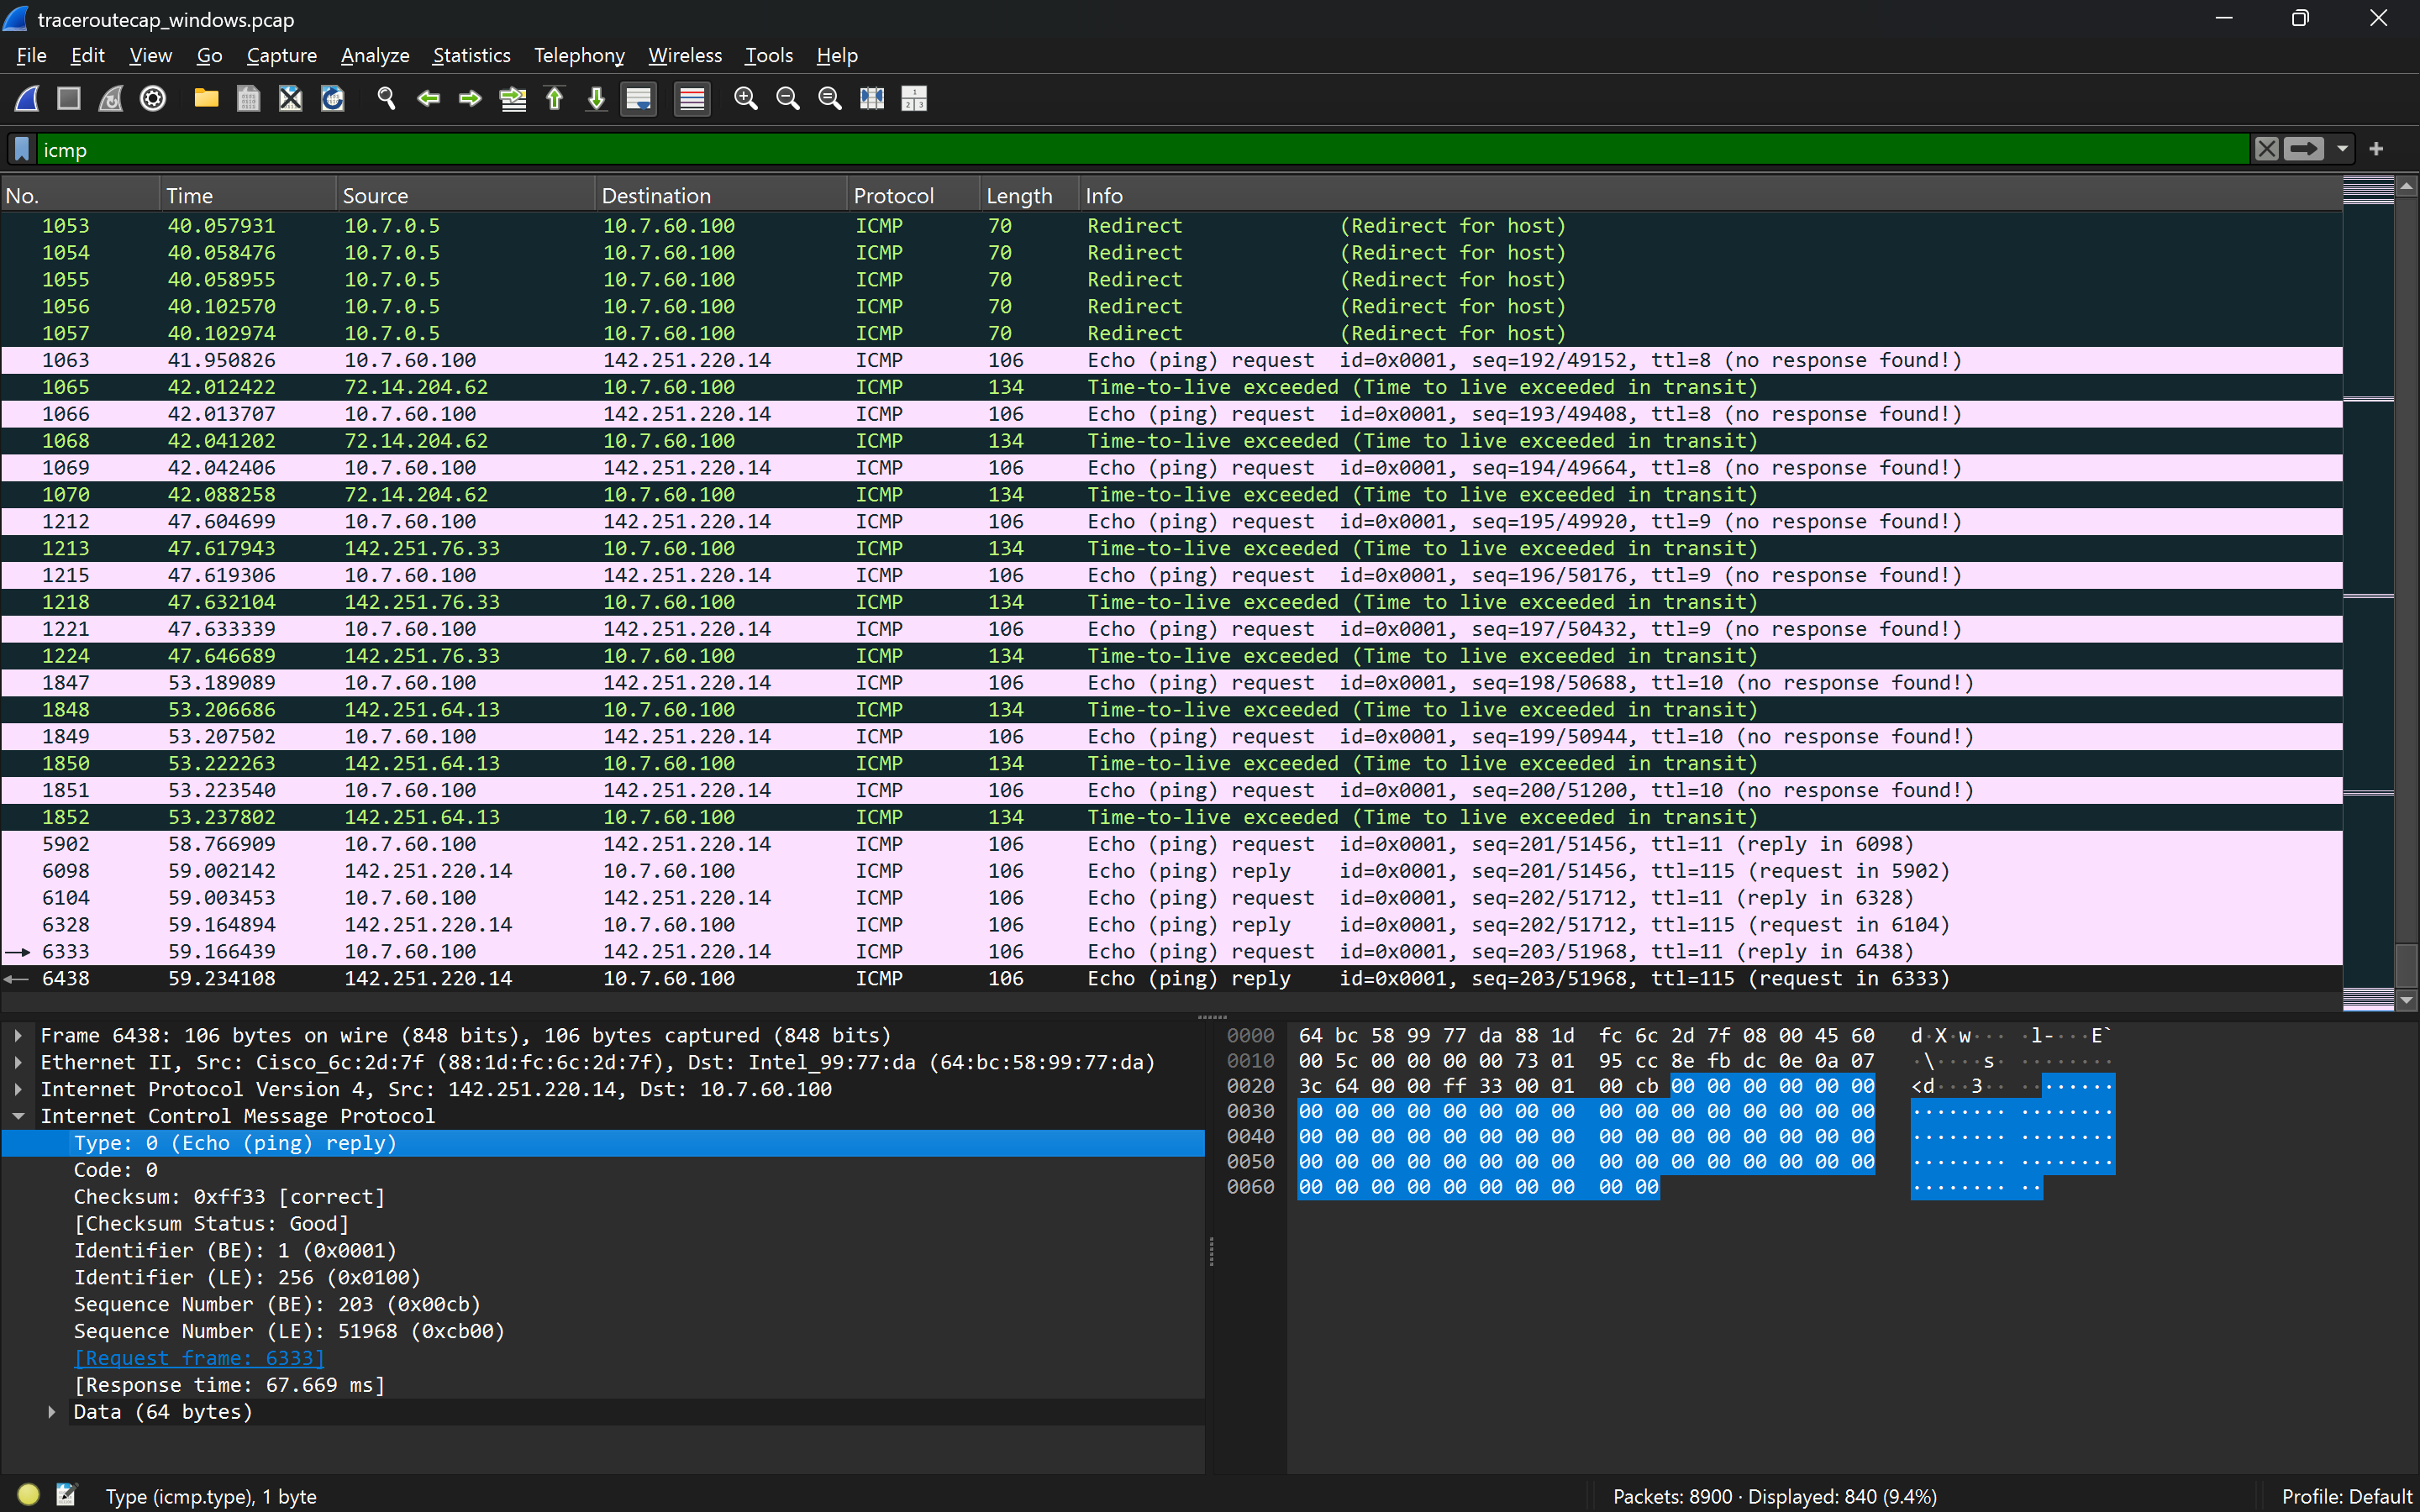 traceroutecap_windows.pcap
File Edit View Go Capture Analyze Statistics Telephony Wireless Tools Help
icmp
No. Time Source Destination Protocol Length Info
1053 40.057931 10.7.0.5 10.7.60.100 ICMP 70 Redirect (Redirect for host)
1054 40.058476 10.7.0.5 10.7.60.100 ICMP 70 Redirect (Redirect for host)
1055 40.058955 10.7.0.5 10.7.60.100 ICMP 70 Redirect (Redirect for host)
1056 40.102570 10.7.0.5 10.7.60.100 ICMP 70 Redirect (Redirect for host)
1057 40.102974 10.7.0.5 10.7.60.100 ICMP 70 Redirect (Redirect for host)
1063 41.950826 10.7.60.100 142.251.220.14 ICMP 106 Echo (ping) request id=0x0001, seq=192/49152, ttl=8 (no response found!)
1065 42.012422 72.14.204.62 10.7.60.100 ICMP 134 Time-to-live exceeded (Time to live exceeded in transit)
1066 42.013707 10.7.60.100 142.251.220.14 ICMP 106 Echo (ping) request id=0x0001, seq=193/49408, ttl=8 (no response found!)
1068 42.041202 72.14.204.62 10.7.60.100 ICMP 134 Time-to-live exceeded (Time to live exceeded in transit)
1069 42.042406 10.7.60.100 142.251.220.14 ICMP 106 Echo (ping) request id=0x0001, seq=194/49664, ttl=8 (no response found!)
1070 42.088258 72.14.204.62 10.7.60.100 ICMP 134 Time-to-live exceeded (Time to live exceeded in transit)
1212 47.604699 10.7.60.100 142.251.220.14 ICMP 106 Echo (ping) request id=0x0001, seq=195/49920, ttl=9 (no response found!)
1213 47.617943 142.251.76.33 10.7.60.100 ICMP 134 Time-to-live exceeded (Time to live exceeded in transit)
1215 47.619306 10.7.60.100 142.251.220.14 ICMP 106 Echo (ping) request id=0x0001, seq=196/50176, ttl=9 (no response found!)
1218 47.632104 142.251.76.33 10.7.60.100 ICMP 134 Time-to-live exceeded (Time to live exceeded in transit)
1221 47.633339 10.7.60.100 142.251.220.14 ICMP 106 Echo (ping) request id=0x0001, seq=197/50432, ttl=9 (no response found!)
1224 47.646689 142.251.76.33 10.7.60.100 ICMP 134 Time-to-live exceeded (Time to live exceeded in transit)
1847 53.189089 10.7.60.100 142.251.220.14 ICMP 106 Echo (ping) request id=0x0001, seq=198/50688, ttl=10 (no response found!)
1848 53.206686 142.251.64.13 10.7.60.100 ICMP 134 Time-to-live exceeded (Time to live exceeded in transit)
1849 53.207502 10.7.60.100 142.251.220.14 ICMP 106 Echo (ping) request id=0x0001, seq=199/50944, ttl=10 (no response found!)
1850 53.222263 142.251.64.13 10.7.60.100 ICMP 134 Time-to-live exceeded (Time to live exceeded in transit)
1851 53.223540 10.7.60.100 142.251.220.14 ICMP 106 Echo (ping) request id=0x0001, seq=200/51200, ttl=10 (no response found!)
1852 53.237802 142.251.64.13 10.7.60.100 ICMP 134 Time-to-live exceeded (Time to live exceeded in transit)
5902 58.766909 10.7.60.100 142.251.220.14 ICMP 106 Echo (ping) request id=0x0001, seq=201/51456, ttl=11 (reply in 6098)
6098 59.002142 142.251.220.14 10.7.60.100 ICMP 106 Echo (ping) reply id=0x0001, seq=201/51456, ttl=115 (request in 5902)
6104 59.003453 10.7.60.100 142.251.220.14 ICMP 106 Echo (ping) request id=0x0001, seq=202/51712, ttl=11 (reply in 6328)
6328 59.164894 142.251.220.14 10.7.60.100 ICMP 106 Echo (ping) reply id=0x0001, seq=202/51712, ttl=115 (request in 6104)
6333 59.166439 10.7.60.100 142.251.220.14 ICMP 106 Echo (ping) request id=0x0001, seq=203/51968, ttl=11 (reply in 6438)
6438 59.234108 142.251.220.14 10.7.60.100 ICMP 106 Echo (ping) reply id=0x0001, seq=203/51968, ttl=115 (request in 6333)
Frame 6438: 106 bytes on wire (848 bits), 106 bytes captured (848 bits)
Ethernet II, Src: Cisco_6c:2d:7f (88:1d:fc:6c:2d:7f), Dst: Intel_99:77:da (64:bc:58:99:77:da)
Internet Protocol Version 4, Src: 142.251.220.14, Dst: 10.7.60.100
Internet Control Message Protocol
Type: 0 (Echo (ping) reply)
Code: 0
Checksum: 0xff33 [correct]
[Checksum Status: Good]
Identifier (BE): 1 (0x0001)
Identifier (LE): 256 (0x0100)
Sequence Number (BE): 203 (0x00cb)
Sequence Number (LE): 51968 (0xcb00)
[Request frame: 6333]
[Response time: 67.669 ms]
Data (64 bytes)
0000 64 bc 58 99 77 da 88 1d fc 6c 2d 7f 08 00 45 60 d·X·w··· ·l-···E`
0010 00 5c 00 00 00 00 73 01 95 cc 8e fb dc 0e 0a 07 ·\····s· ········
0020 3c 64 00 00 ff 33 00 01 00 cb 00 00 00 00 00 00 <d···3·· ········
0030 00 00 00 00 00 00 00 00 00 00 00 00 00 00 00 00 ········ ········
0040 00 00 00 00 00 00 00 00 00 00 00 00 00 00 00 00 ········ ········
0050 00 00 00 00 00 00 00 00 00 00 00 00 00 00 00 00 ········ ········
0060 00 00 00 00 00 00 00 00 00 00 ········ ··
Type (icmp.type), 1 byte
Packets: 8900 · Displayed: 840 (9.4%)
Profile: Default